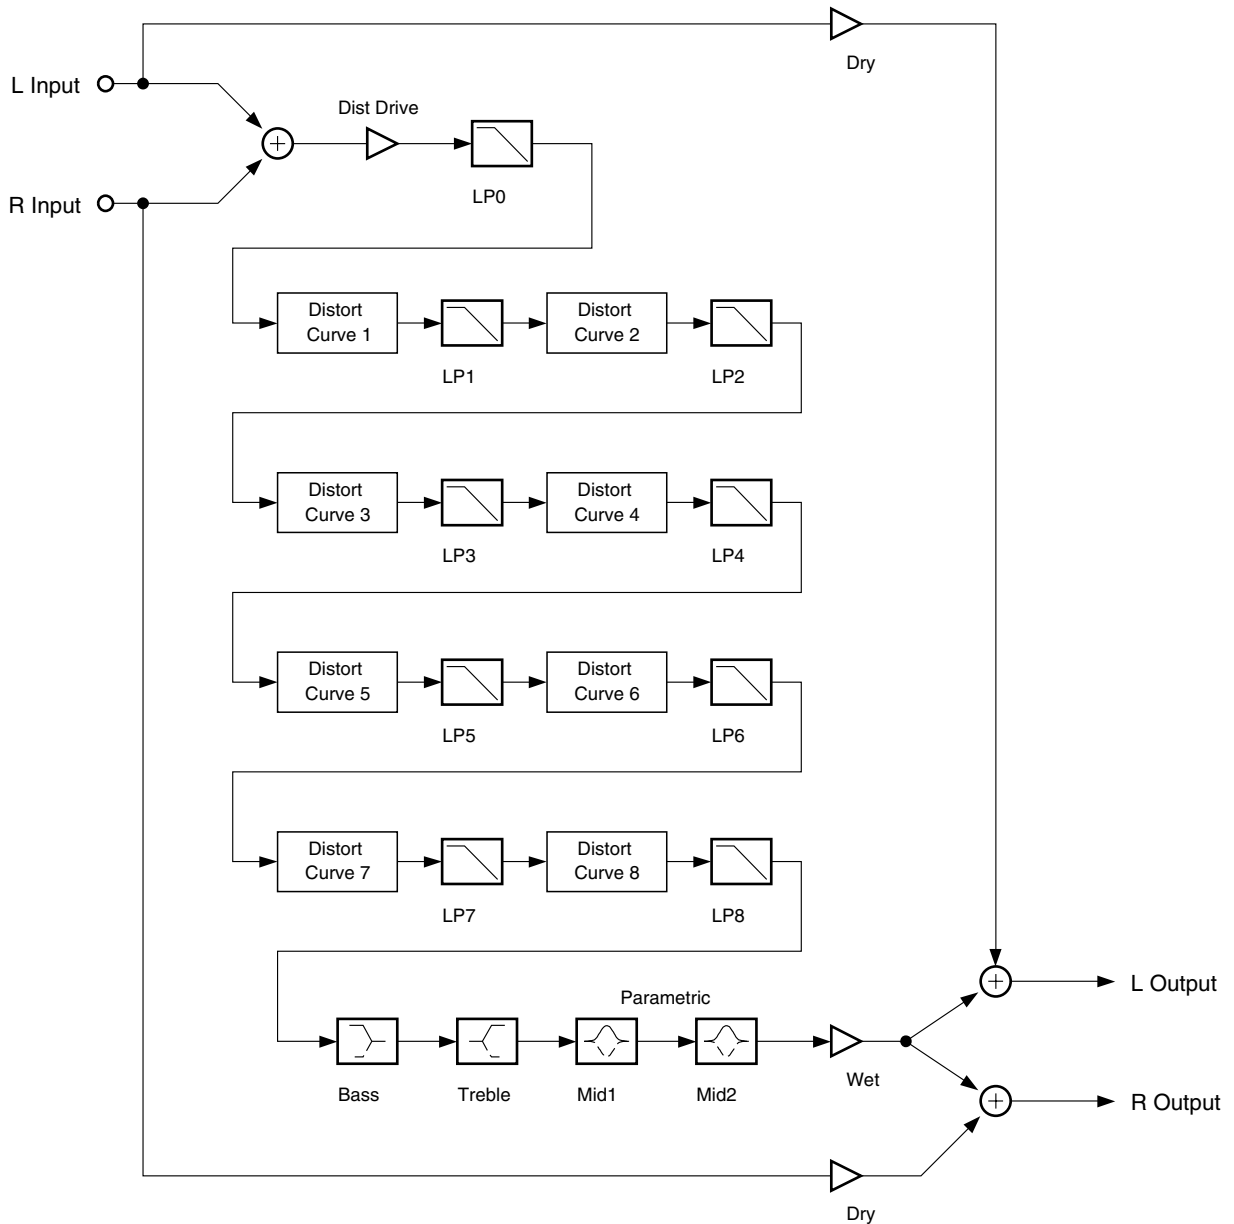 Dry
L Input
Dist Drive
LP0
R Input
Distort
Curve 1
Distort
Curve 2
LP1
LP2
Distort
Curve 3
Distort
Curve 4
LP3
LP4
Distort
Curve 5
Distort
Curve 6
LP5
LP6
Distort
Curve 7
Distort
Curve 8
LP7
LP8
L Output
Parametric
Bass
Treble
Mid1
Mid2
Wet
R Output
Dry